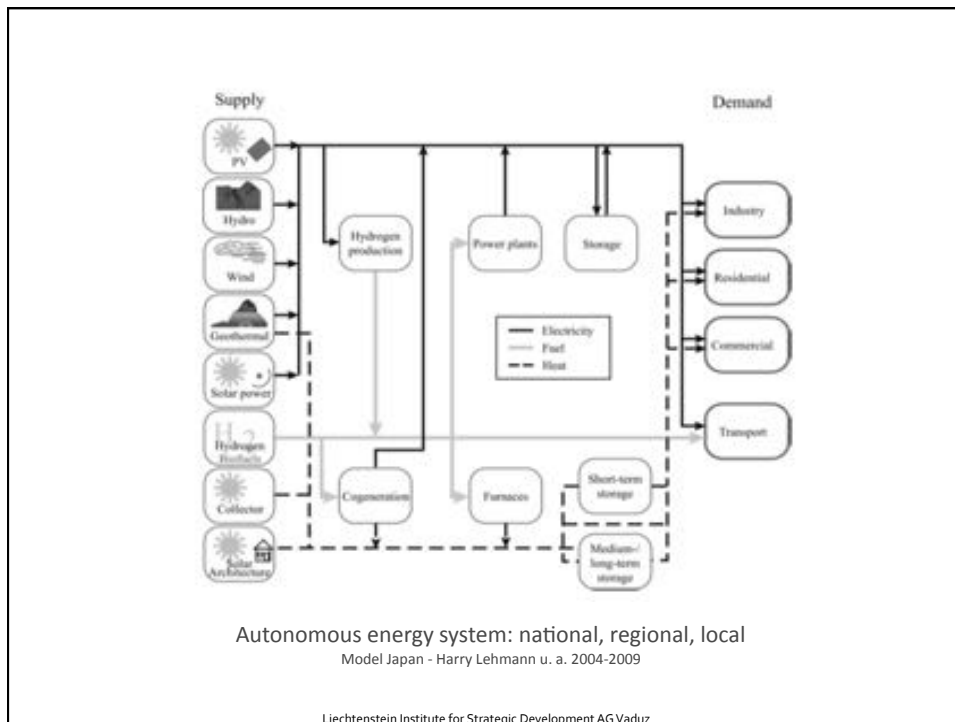 Supply
Demand
PV
Hydro
Wind
Geothermal
Solar power
H2
Hydrogen
Biofuels
Collector
Solar
Architecture
Hydrogen
production
Power plants
Storage
Electricity
Fuel
Heat
Cogeneration
Furnaces
Short-term
storage
Medium-/
long-term
storage
Industry
Residential
Commercial
Transport
Autonomous energy system: national, regional, local
Model Japan - Harry Lehmann u. a. 2004-2009
Liechtenstein Institute for Strategic Development AG Vaduz